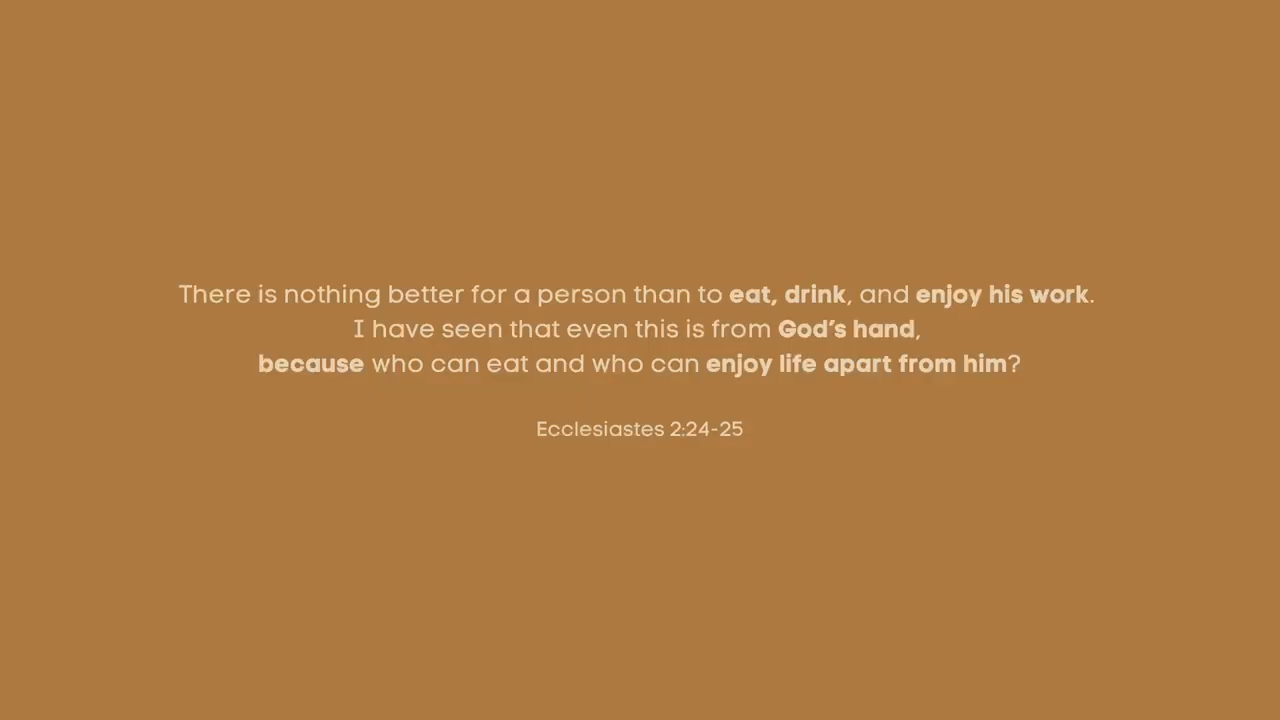 There is nothing better for a person than to eat, drink, and enjoy his work.
I have seen that even this is from God’s hand,
because who can eat and who can enjoy life apart from him?
Ecclesiastes 2:24-25